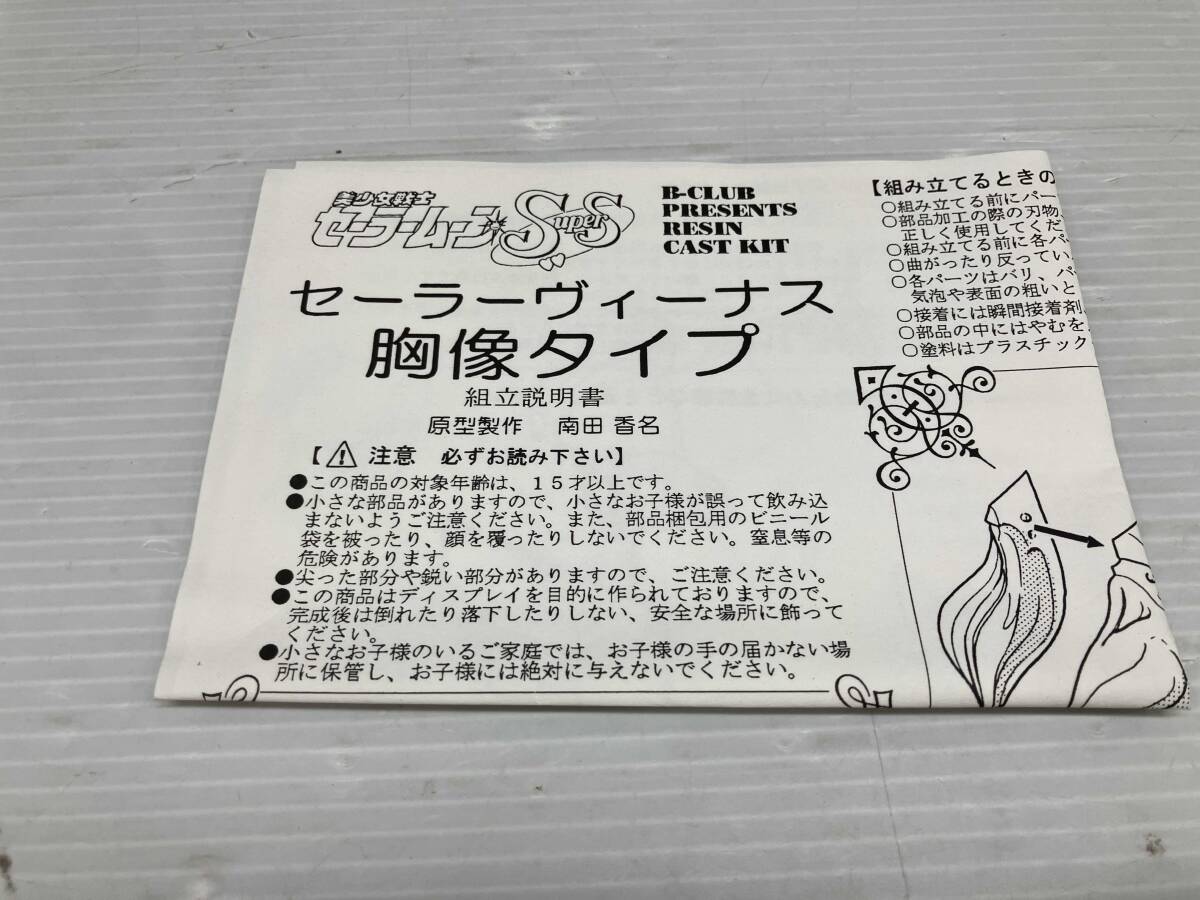 美少女戦士
セーラームーン SuperS
B-CLUB
PRESENTS
RESIN
CAST KIT
セーラーヴィーナス
胸像タイプ
組立説明書
原型製作 南田 香名
【⚠ 注意 必ずお読み下さい】
●この商品の対象年齢は、15才以上です。
●小さな部品がありますので、小さなお子様が誤って飲み込
まないようご注意ください。また、部品梱包用のビニール
袋を被ったり、顔を覆ったりしないでください。窒息等の
危険があります。
●尖った部分や鋭い部分がありますので、ご注意ください。
●この商品はディスプレイを目的に作られておりますので、
完成後は倒れたり落下したりしない、安全な場所に飾って
ください。
●小さなお子様のいるご家庭では、お子様の手の届かない場
所に保管し、お子様には絶対に与えないでください。
【組み立てるときの
○組み立てる前にパー
○部品加工の際の刃物、
正しく使用してくだ
○組み立てる前に各パ
○曲がったり反ってい
○各パーツはバリ、パ
気泡や表面の粗いと
○接着には瞬間接着剤、
○部品の中にはやむを
○塗料はプラスチック